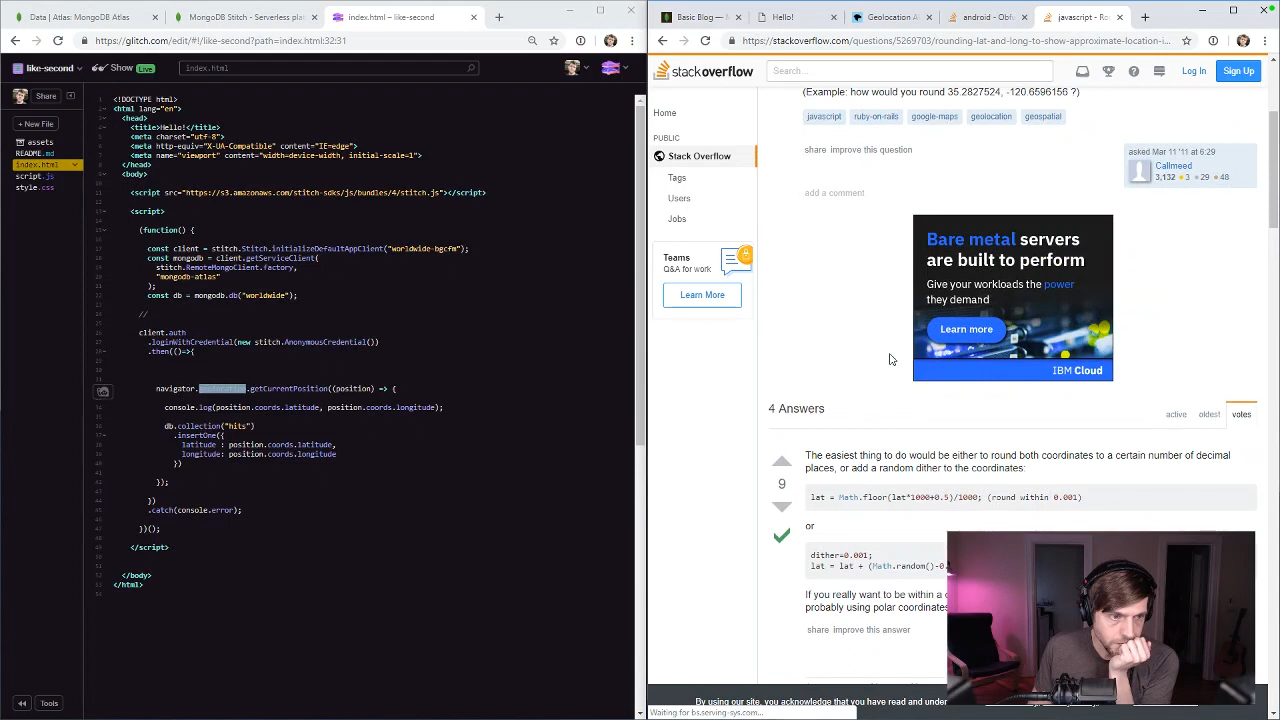 Data | Atlas: MongoDB Atlas
MongoDB Stitch - Serverless pla
index.html – like-second
https://glitch.com/edit/#!/like-second?path=index.html:32:31
like-second
Show
Live
index.html
Share
+ New File
assets
README.md
index.html
script.js
style.css
Tools
<!DOCTYPE html>
<html lang="en">
<head>
<title>Hello!</title>
<meta charset="utf-8">
<meta http-equiv="X-UA-Compatible" content="IE=edge">
<meta name="viewport" content="width=device-width, initial-scale=1">
</head>
<body>
<script src="https://s3.amazonaws.com/stitch-sdks/js/bundles/4/stitch.js"></script>
<script>
(function() {
const client = stitch.Stitch.initializeDefaultAppClient("worldwide-bgcfm");
const mongodb = client.getServiceClient(
stitch.RemoteMongoClient.factory,
"mongodb-atlas"
);
const db = mongodb.db("worldwide");
//
client.auth
.loginWithCredential(new stitch.AnonymousCredential())
.then(()=>{
navigator.geolocation.getCurrentPosition((position) => {
console.log(position.coords.latitude, position.coords.longitude);
db.collection("hits")
.insertOne({
latitude : position.coords.latitude,
longitude: position.coords.longitude
})
});
})
.catch(console.error);
})();
</script>
</body>
</html>
Basic Blog —
Hello!
Geolocation A
android - Obfu
javascript - Ro
https://stackoverflow.com/questions/5269703/rounding-lat-and-long-to-show-approximate-location-i...
stackoverflow
Search...
Log In
Sign Up
Home
PUBLIC
Stack Overflow
Tags
Users
Jobs
Teams
Q&A for work
Learn More
(Example: how would you round 35.2827524, -120.6596156 ?)
javascript
ruby-on-rails
google-maps
geolocation
geospatial
share improve this question
asked Mar 11 '11 at 6:29
Callmeed
3,132 3 29 48
add a comment
Bare metal servers
are built to perform
Give your workloads the power
they demand
Learn more
IBM Cloud
4 Answers
active
oldest
votes
The easiest thing to do would be either to round both coordinates to a certain number of decimal
places, or add a random dither to the coordinates:
9
lat = Math.floor(lat*1000+0.5)/1000; (round within 0.001)
or
dither=0.001;
lat = lat + (Math.random()-0.
If you really want to be within a
probably using polar coordinates
share improve this answer
By using our site, you acknowledge that you have read and under
Waiting for bs.serving-sys.com...